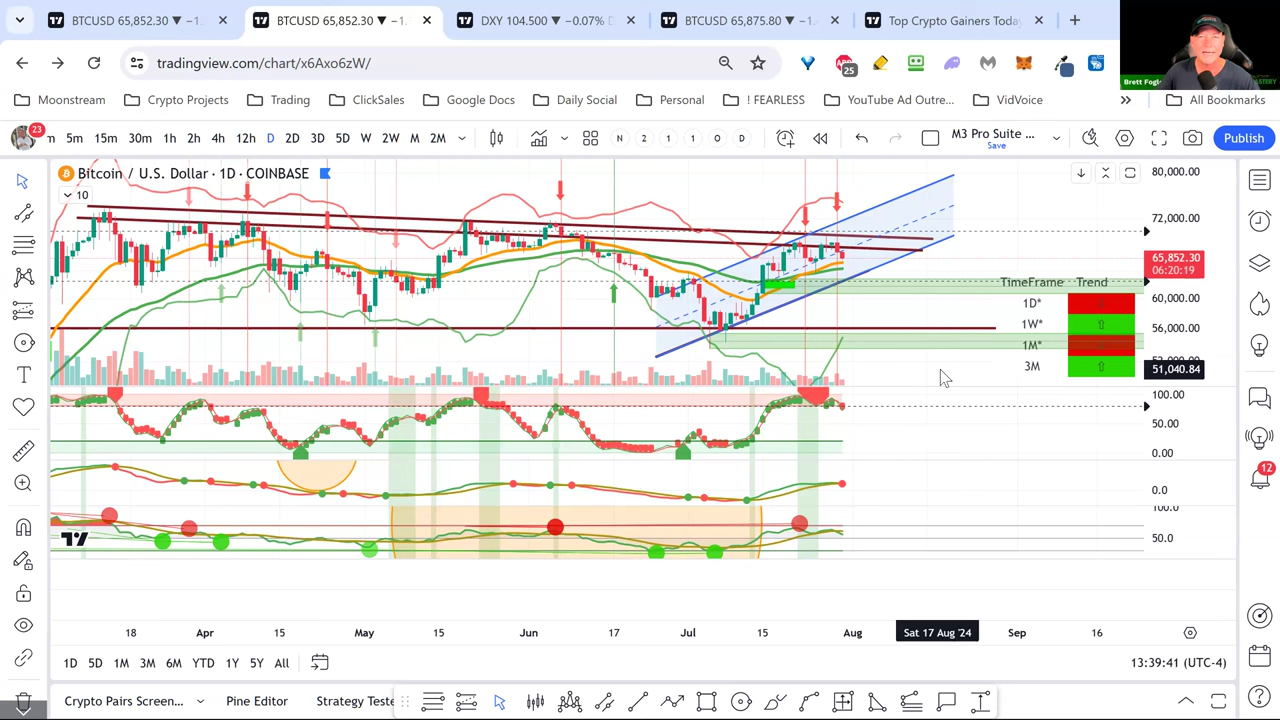 BTCUSD 65,852.30 ▼ −1.
BTCUSD 65,852.30 ▼ −1.
DXY 104.500 ▼ −0.07%
BTCUSD 65,675.80 ▼ −1.
Top Crypto Gainers Today
tradingview.com/chart/x6Axo6zW/
25
Brett Fogle
Moonstream
Crypto Projects
Trading
ClickSales
Google Docs
Daily Social
Personal
! FEARLESS
YouTube Ad Outre...
VidVoice
All Bookmarks
23
5m 15m 30m 1h 2h 4h 12h D 2D 3D 5D W 2W M 2M
N 2 1 1 O D
M3 Pro Suite ...
Save
Publish
Bitcoin / U.S. Dollar · 1D · COINBASE
10
80,000.00
72,000.00
65,852.30
06:20:19
60,000.00
56,000.00
51,040.84
TimeFrame Trend
1D*
1W* ⇧
1M*
3M ⇧
100.00
50.00
0.00
0.0
100.0
50.0
12
18 Apr 15 May 15 Jun 17 Jul 15 Aug Sat 17 Aug '24 Sep 16
1D 5D 1M 3M 6M YTD 1Y 5Y All
13:39:41 (UTC-4)
Crypto Pairs Screen...
Pine Editor
Strategy Teste